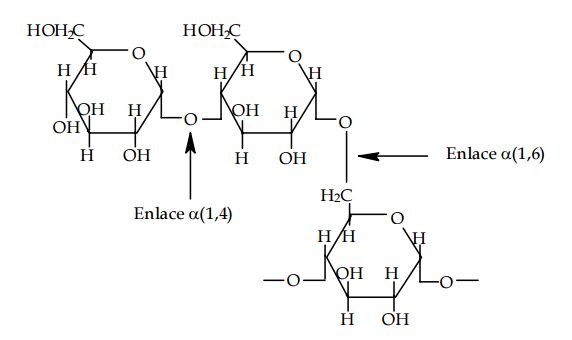 HOH₂C HOH₂C
O O
H H H H H H
OH H OH H
OH O O
H OH H OH
Enlace α(1,6)
Enlace α(1,4)
H₂C
O
H H H
OH H
O O
H OH